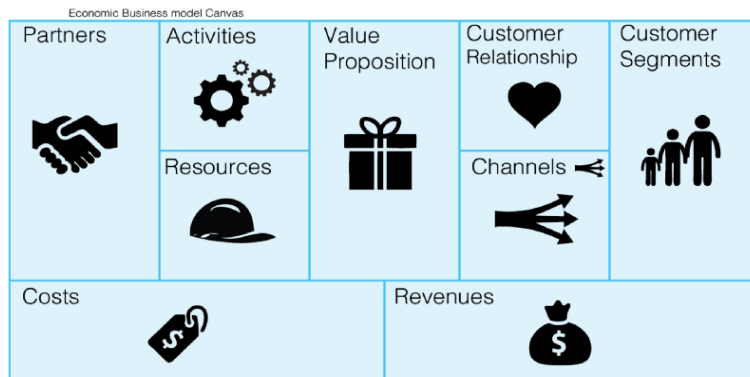 Economic Business model Canvas
Partners
Activities
Value
Proposition
Customer
Relationship
Customer
Segments
Resources
Channels
Costs
$
Revenues
$